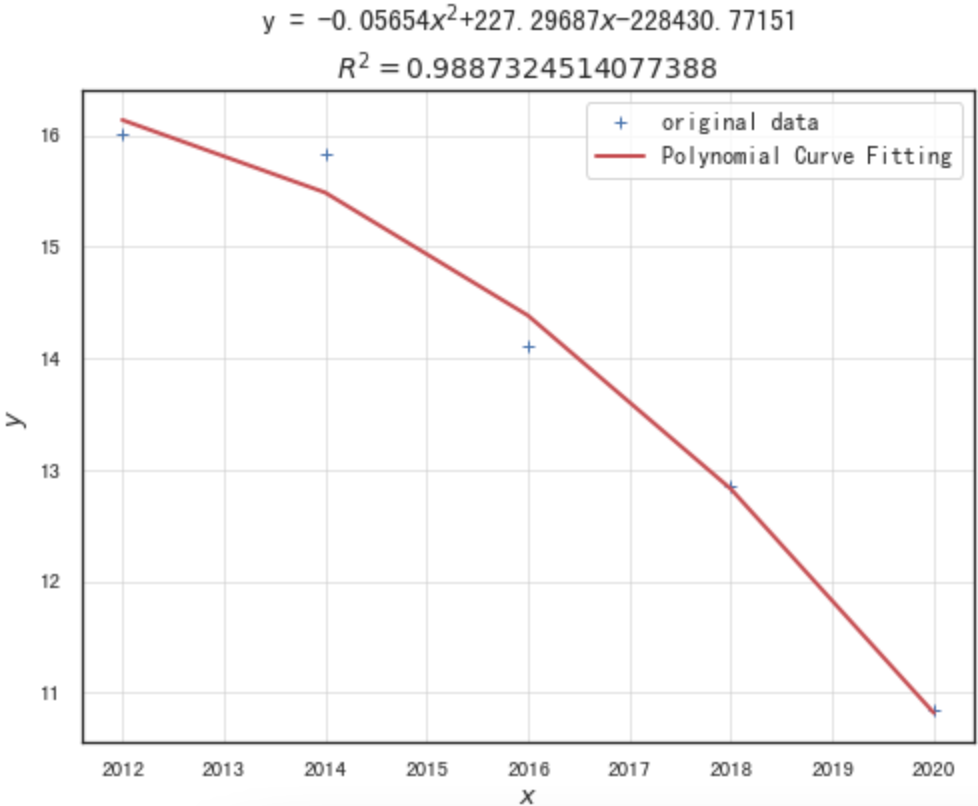 y = −0.05654x²+227.29687x−228430.77151
R² = 0.9887324514077388
original data
Polynomial Curve Fitting
16
15
14
13
12
11
y
2012 2013 2014 2015 2016 2017 2018 2019 2020
x